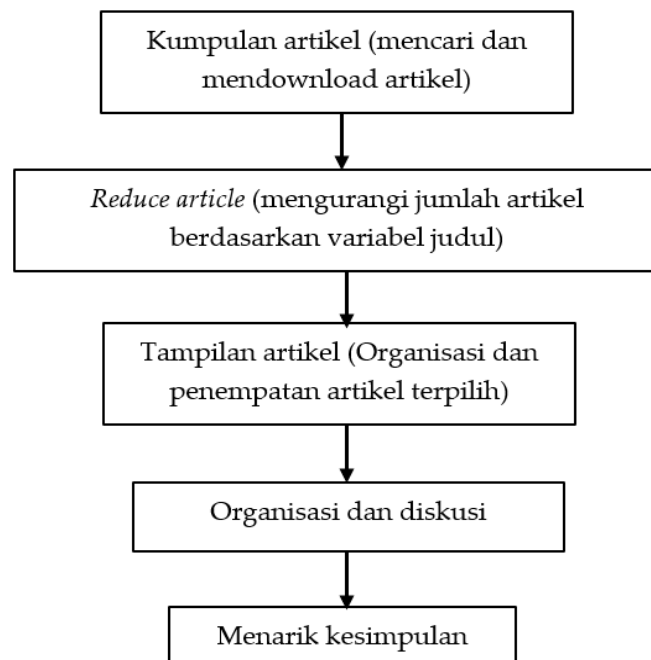 Kumpulan artikel (mencari dan
mendownload artikel)
Reduce article (mengurangi jumlah artikel
berdasarkan variabel judul)
Tampilan artikel (Organisasi dan
penempatan artikel terpilih)
Organisasi dan diskusi
Menarik kesimpulan